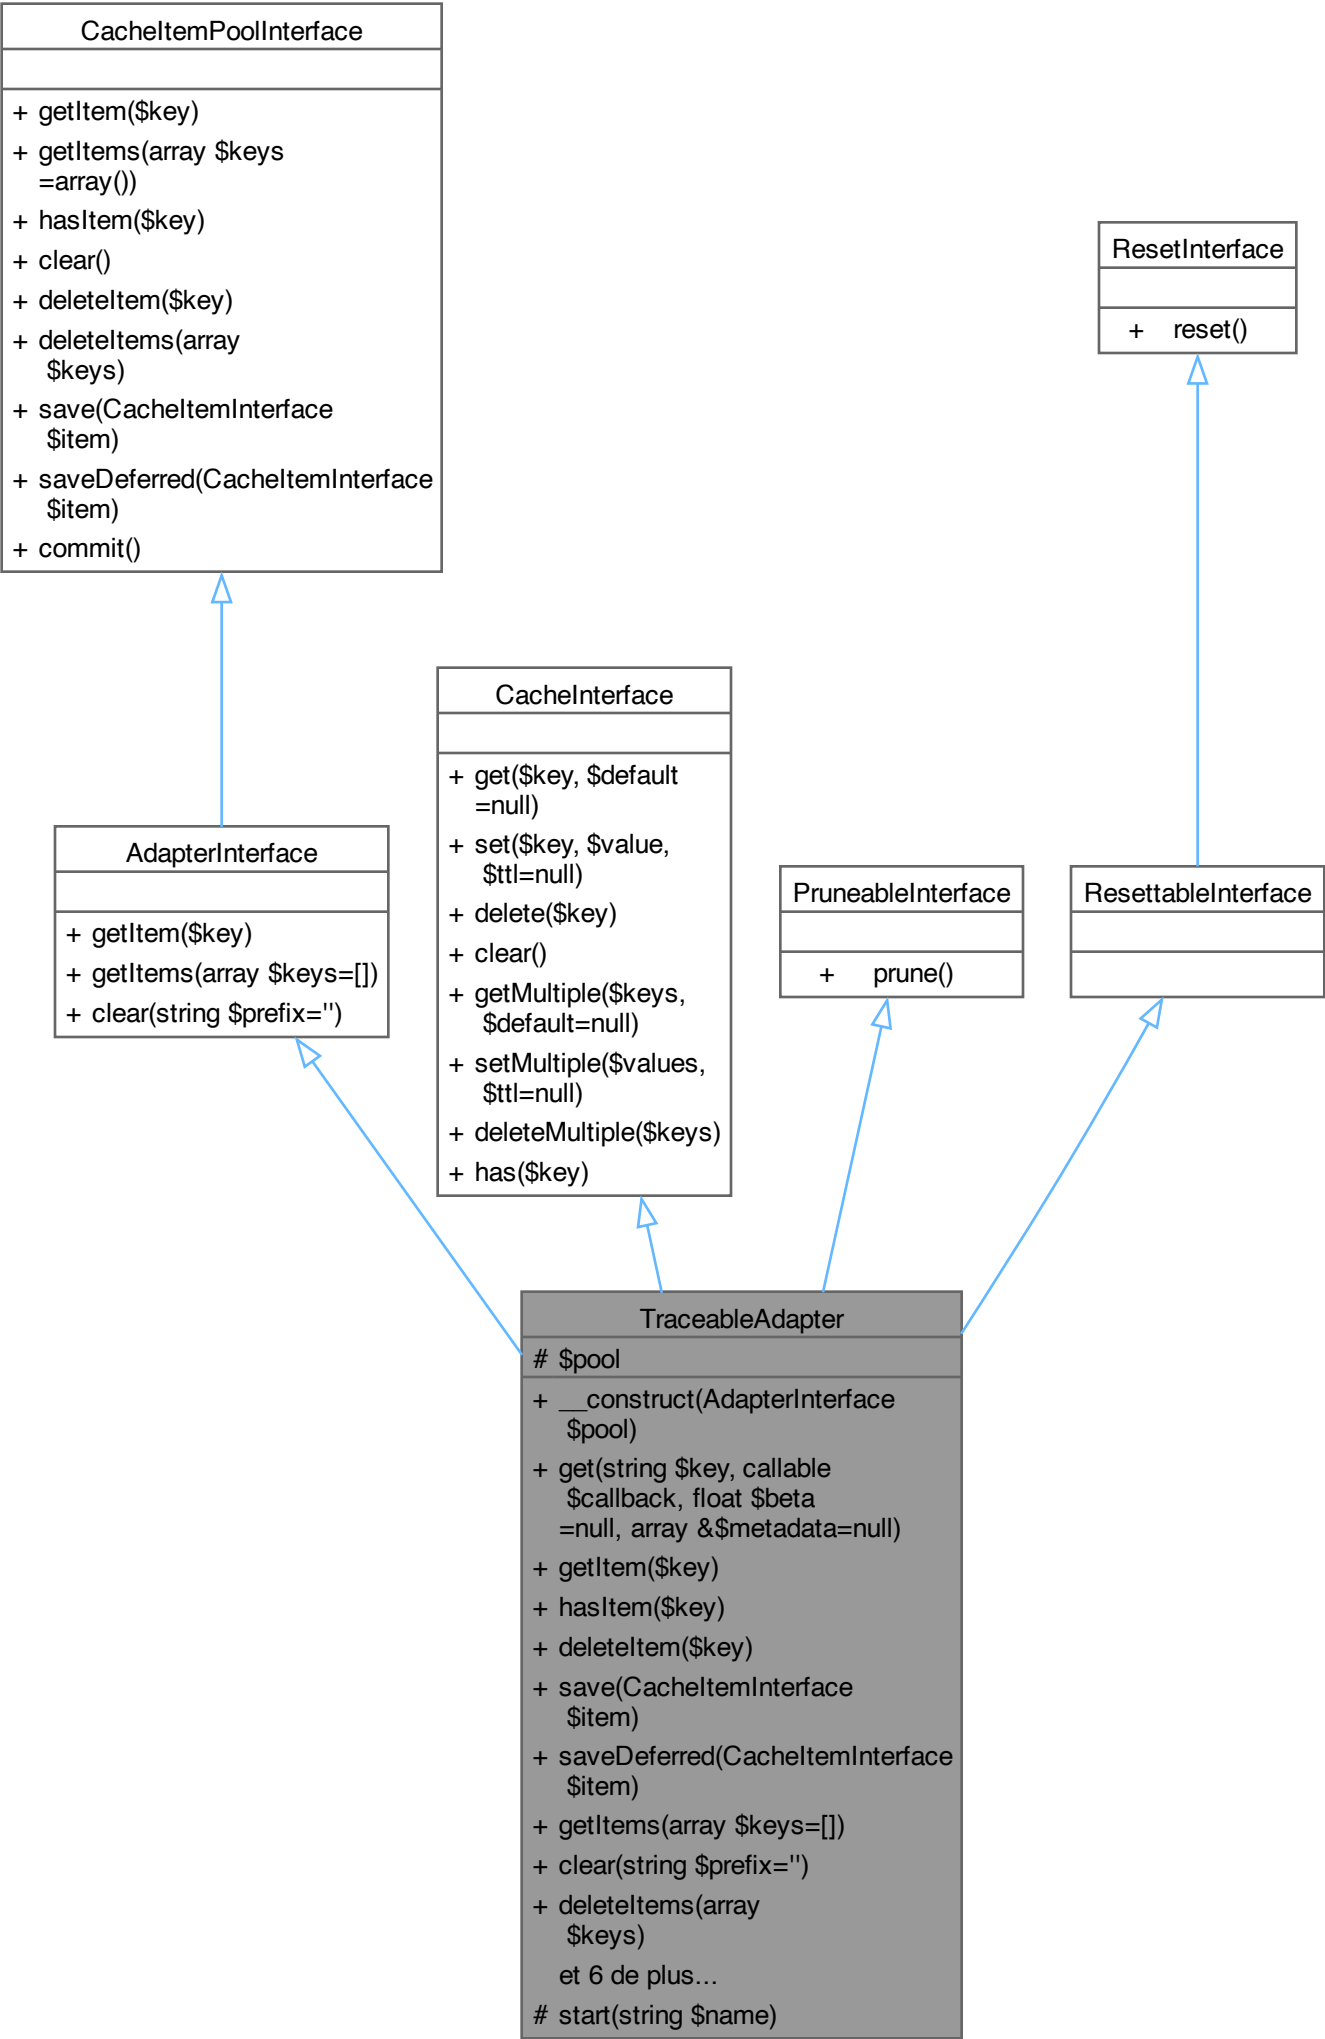 CacheItemPoolInterface
+ getItem($key)
+ getItems(array $keys
=array())
+ hasItem($key)
+ clear()
+ deleteItem($key)
+ deleteItems(array
$keys)
+ save(CacheItemInterface
$item)
+ saveDeferred(CacheItemInterface
$item)
+ commit()
ResetInterface
+ reset()
CacheInterface
+ get($key, $default
=null)
+ set($key, $value,
$ttl=null)
+ delete($key)
+ clear()
+ getMultiple($keys,
$default=null)
+ setMultiple($values,
$ttl=null)
+ deleteMultiple($keys)
+ has($key)
AdapterInterface
+ getItem($key)
+ getItems(array $keys=[])
+ clear(string $prefix='')
PruneableInterface
+ prune()
ResettableInterface
TraceableAdapter
# $pool
+ __construct(AdapterInterface
$pool)
+ get(string $key, callable
$callback, float $beta
=null, array &$metadata=null)
+ getItem($key)
+ hasItem($key)
+ deleteItem($key)
+ save(CacheItemInterface
$item)
+ saveDeferred(CacheItemInterface
$item)
+ getItems(array $keys=[])
+ clear(string $prefix='')
+ deleteItems(array
$keys)
et 6 de plus...
# start(string $name)